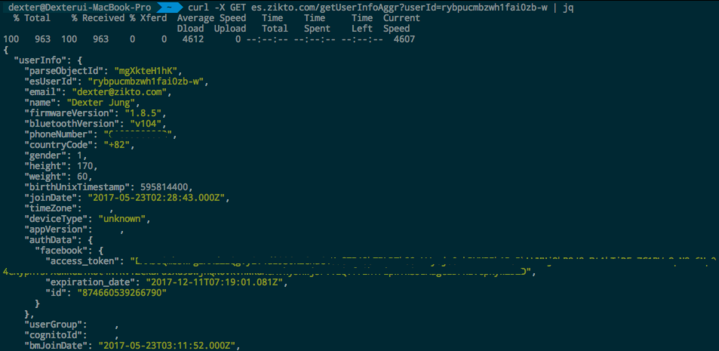 dexter@Dexterui-MacBook-Pro ~ curl -X GET es.zikto.com/getUserInfoAggr?userId=rybpucmbzwh1fai0zb-w | jq
% Total % Received % Xferd Average Speed Time Time Time Current
Dload Upload Total Spent Left Speed
100 963 100 963 0 0 4612 0 --:--:-- --:--:-- --:--:-- 4607
{
"userInfo": {
"parseObjectId": "mgXkteH1hK",
"esUserId": "rybpucmbzwh1fai0zb-w",
"email": "dexter@zikto.com",
"name": "Dexter Jung",
"firmwareVersion": "1.8.5",
"bluetoothVersion": "v104",
"phoneNumber": "
"countryCode": "+82",
"gender": 1,
"height": 170,
"weight": 60,
"birthUnixTimestamp": 595814400,
"joinDate": "2017-05-23T02:28:43.000Z",
"timeZone": ,
"deviceType": "unknown",
"appVersion": ,
"authData": {
"facebook": {
"access_token": "
"expiration_date": "2017-12-11T07:19:01.081Z",
"id": "874660539266790"
}
},
"userGroup": ,
"cognitoId": ,
"bmJoinDate": "2017-05-23T03:11:52.000Z",